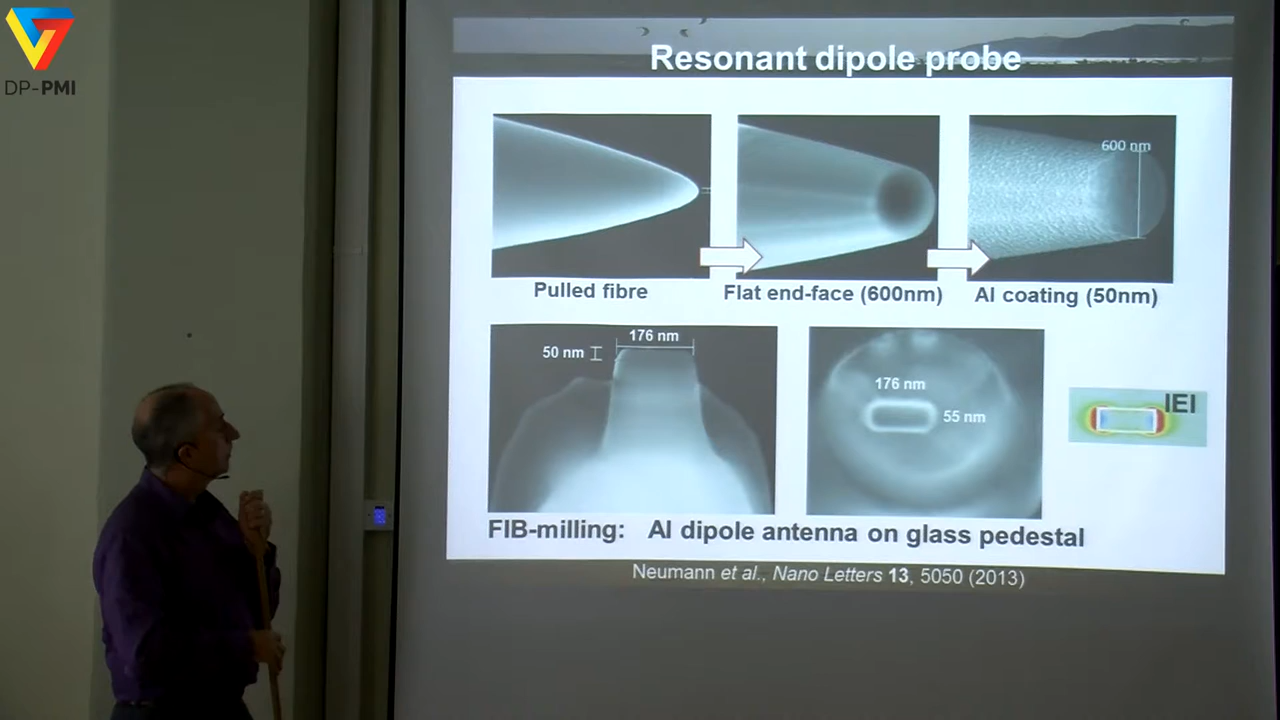 DP-PMI
Resonant dipole probe
600 nm
Pulled fibre
Flat end-face (600nm)
Al coating (50nm)
176 nm
50 nm
176 nm
55 nm
IEI
FIB-milling: Al dipole antenna on glass pedestal
Neumann et al., Nano Letters 13, 5050 (2013)